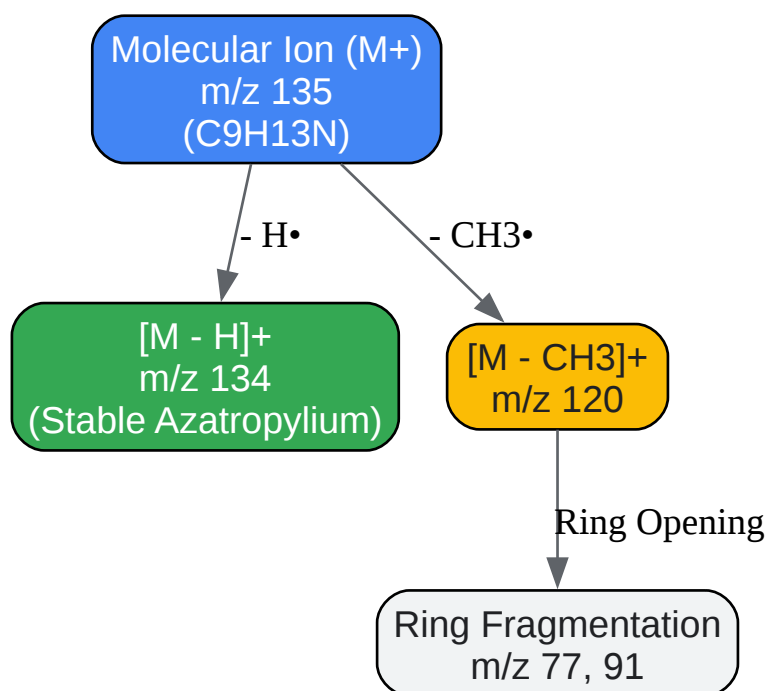 Molecular Ion (M+)
m/z 135
(C9H13N)
- H•
- CH3•
[M - H]+
m/z 134
(Stable Azatropylium)
[M - CH3]+
m/z 120
Ring Opening
Ring Fragmentation
m/z 77, 91